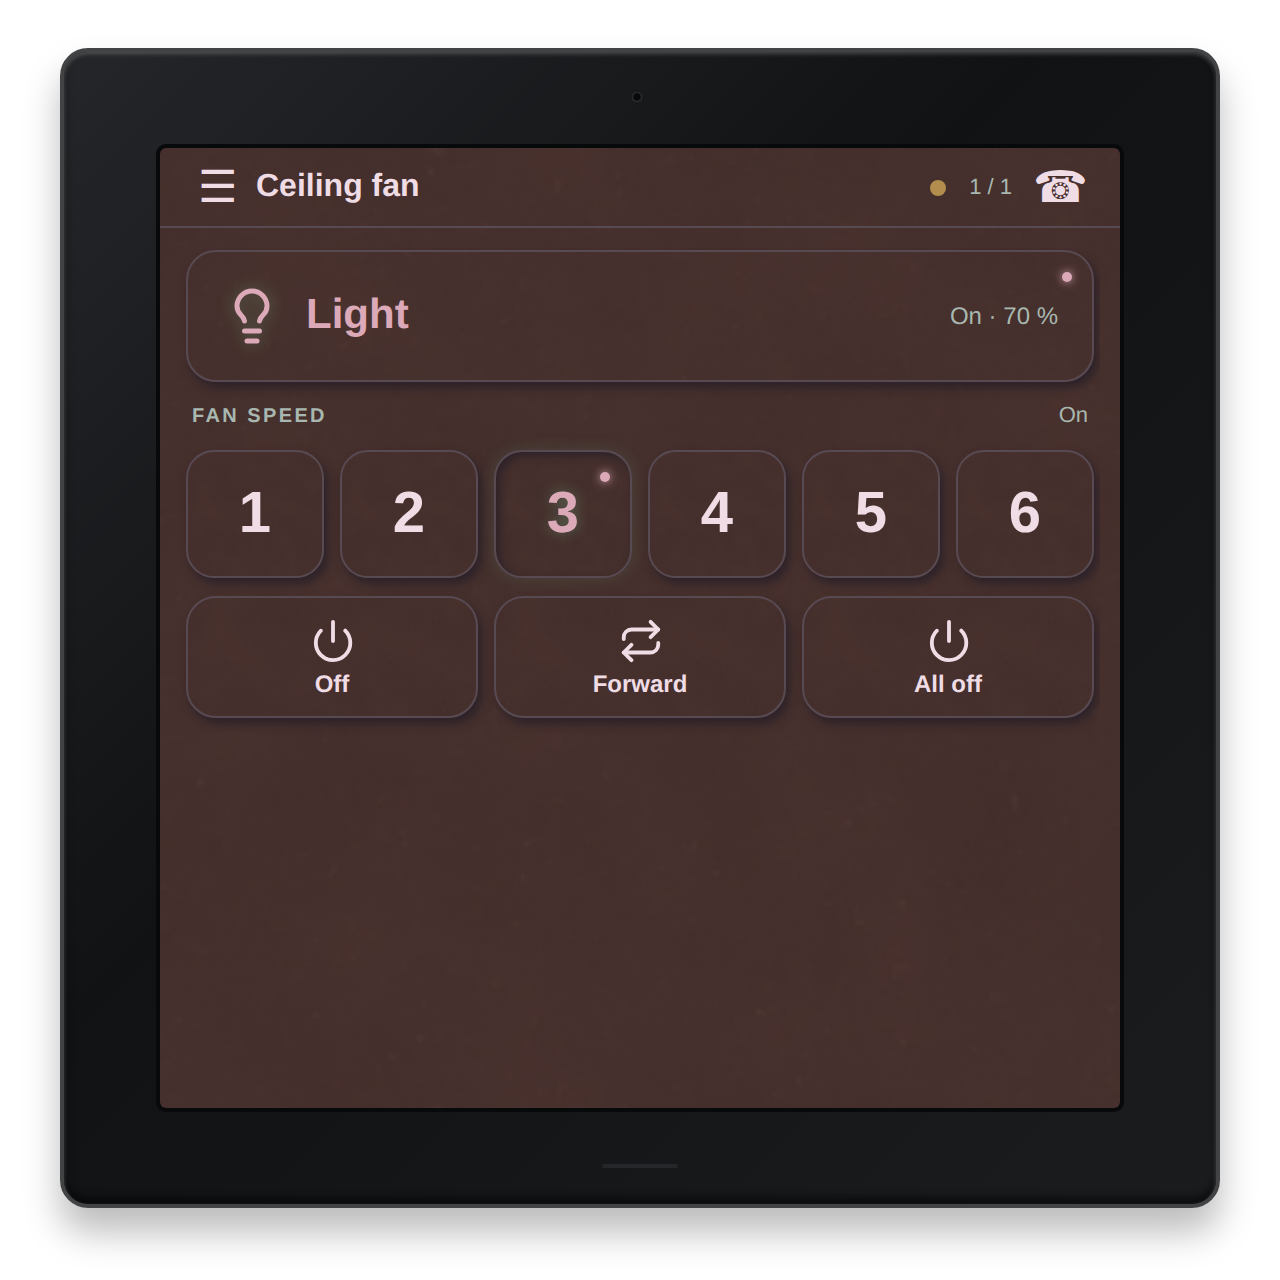 Ceiling fan
1 / 1
Light
On · 70 %
FAN SPEED
On
1
2
3
4
5
6
Off
Forward
All off